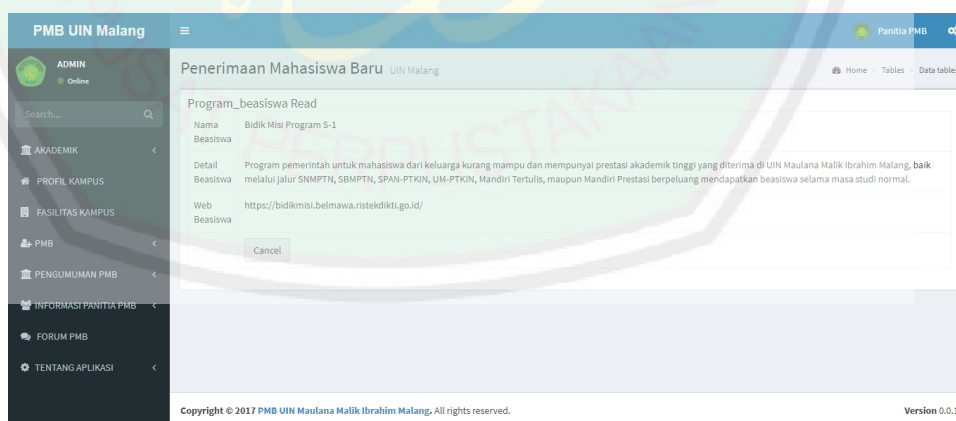 PMB UIN Malang
Panitia PMB
ADMIN
Online
Search...
AKADEMIK
PROFIL KAMPUS
FASILITAS KAMPUS
PMB
PENGUMUMAN PMB
INFORMASI PANITIA PMB
FORUM PMB
TENTANG APLIKASI
Penerimaan Mahasiswa Baru UIN Malang
Home > Tables > Data tables
Program_beasiswa Read
Nama Beasiswa Bidik Misi Program S-1
Detail Beasiswa Program pemerintah untuk mahasiswa dari keluarga kurang mampu dan mempunyai prestasi akademik tinggi yang diterima di UIN Maulana Malik Ibrahim Malang, baik
melalui jalur SNMPTN, SBMPTN, SPAN-PTKIN, UM-PTKIN, Mandiri Tertulis, maupun Mandiri Prestasi berpeluang mendapatkan beasiswa selama masa studi normal.
Web Beasiswa https://bidikmisi.belmawa.ristekdikti.go.id/
Cancel
PERPUSTAKAAN
Copyright © 2017 PMB UIN Maulana Malik Ibrahim Malang. All rights reserved.
Version 0.0.1